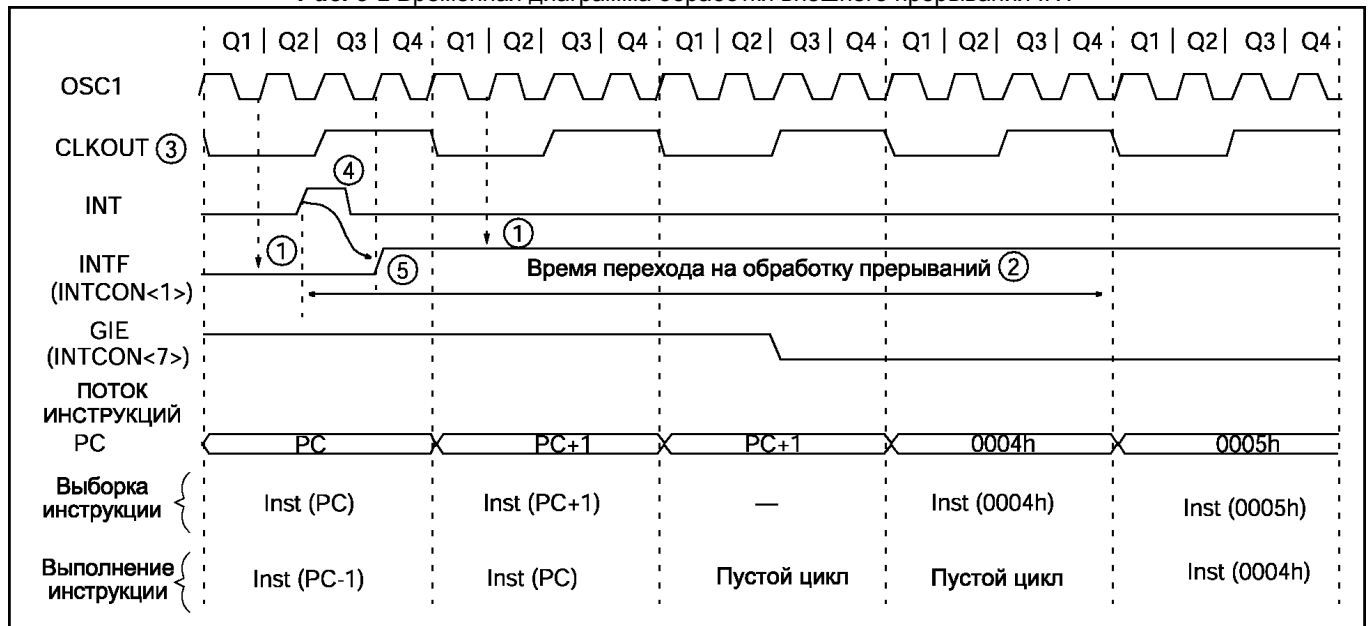 Q1 | Q2 | Q3 | Q4 Q1 | Q2 | Q3 | Q4 Q1 | Q2 | Q3 | Q4 Q1 | Q2 | Q3 | Q4 Q1 | Q2 | Q3 | Q4
OSC1
CLKOUT ③
④
INT
① ①
INTF
(INTCON<1>)
⑤ Время перехода на обработку прерываний ②
GIE
(INTCON<7>)
ПОТОК
ИНСТРУКЦИЙ
PC PC PC+1 PC+1 0004h 0005h
Выборка
инструкции
Inst (PC) Inst (PC+1) — Inst (0004h) Inst (0005h)
Выполнение
инструкции
Inst (PC-1) Inst (PC) Пустой цикл Пустой цикл Inst (0004h)